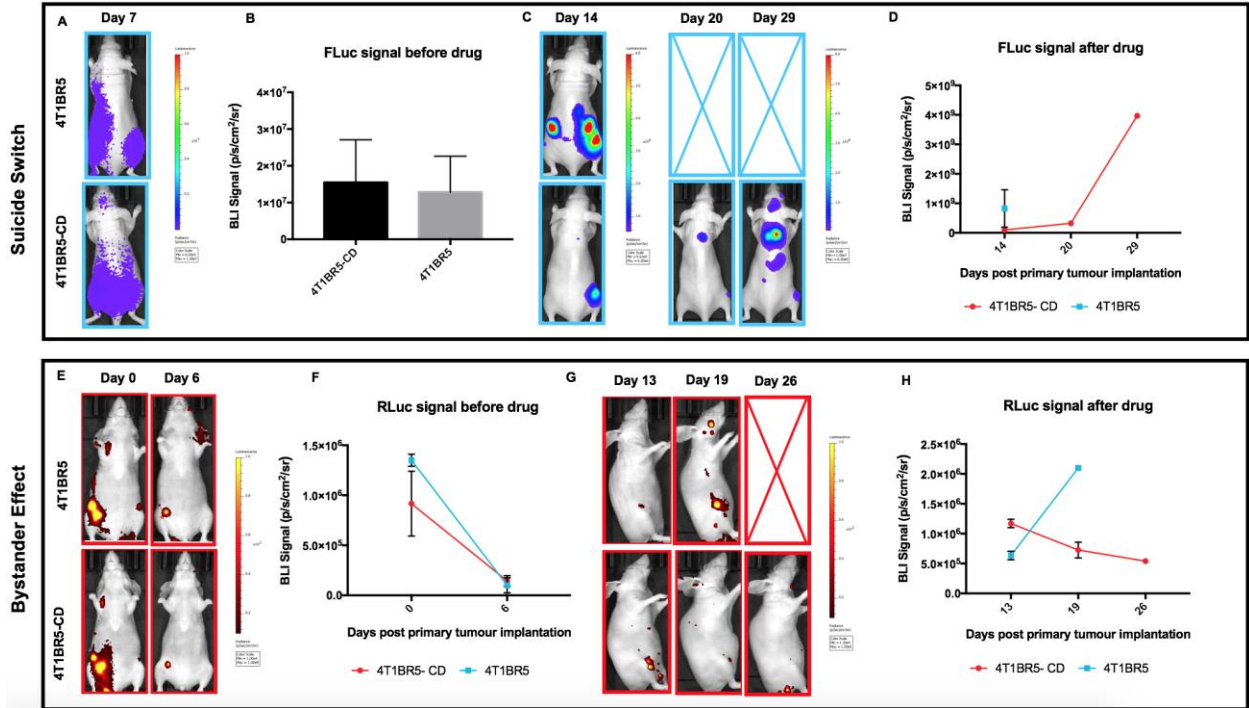 Suicide Switch
A
Day 7
4T1BR5
4T1BR5-CD
Luminescence
B
FLuc signal before drug
BLI Signal (p/s/cm2/sr)
4×10⁷
3×10⁷
2×10⁷
1×10⁷
0
4T1BR5-CD
4T1BR5
C
Day 14
Day 20
Day 29
Luminescence
D
FLuc signal after drug
BLI Signal (p/s/cm2/sr)
5×10⁹
4×10⁹
3×10⁹
2×10⁹
1×10⁹
0
14
20
29
Days post primary tumour implantation
4T1BR5- CD
4T1BR5
Bystander Effect
E
Day 0
Day 6
4T1BR5
4T1BR5-CD
Luminescence
F
RLuc signal before drug
BLI Signal (p/s/cm2/sr)
1.5×10⁶
1.0×10⁶
5.0×10⁵
0.0
0
6
Days post primary tumour implantation
4T1BR5- CD
4T1BR5
G
Day 13
Day 19
Day 26
Luminescence
H
RLuc signal after drug
BLI Signal (p/s/cm2/sr)
2.5×10⁶
2.0×10⁶
1.5×10⁶
1.0×10⁶
5.0×10⁵
0.0
13
19
26
Days post primary tumour implantation
4T1BR5- CD
4T1BR5